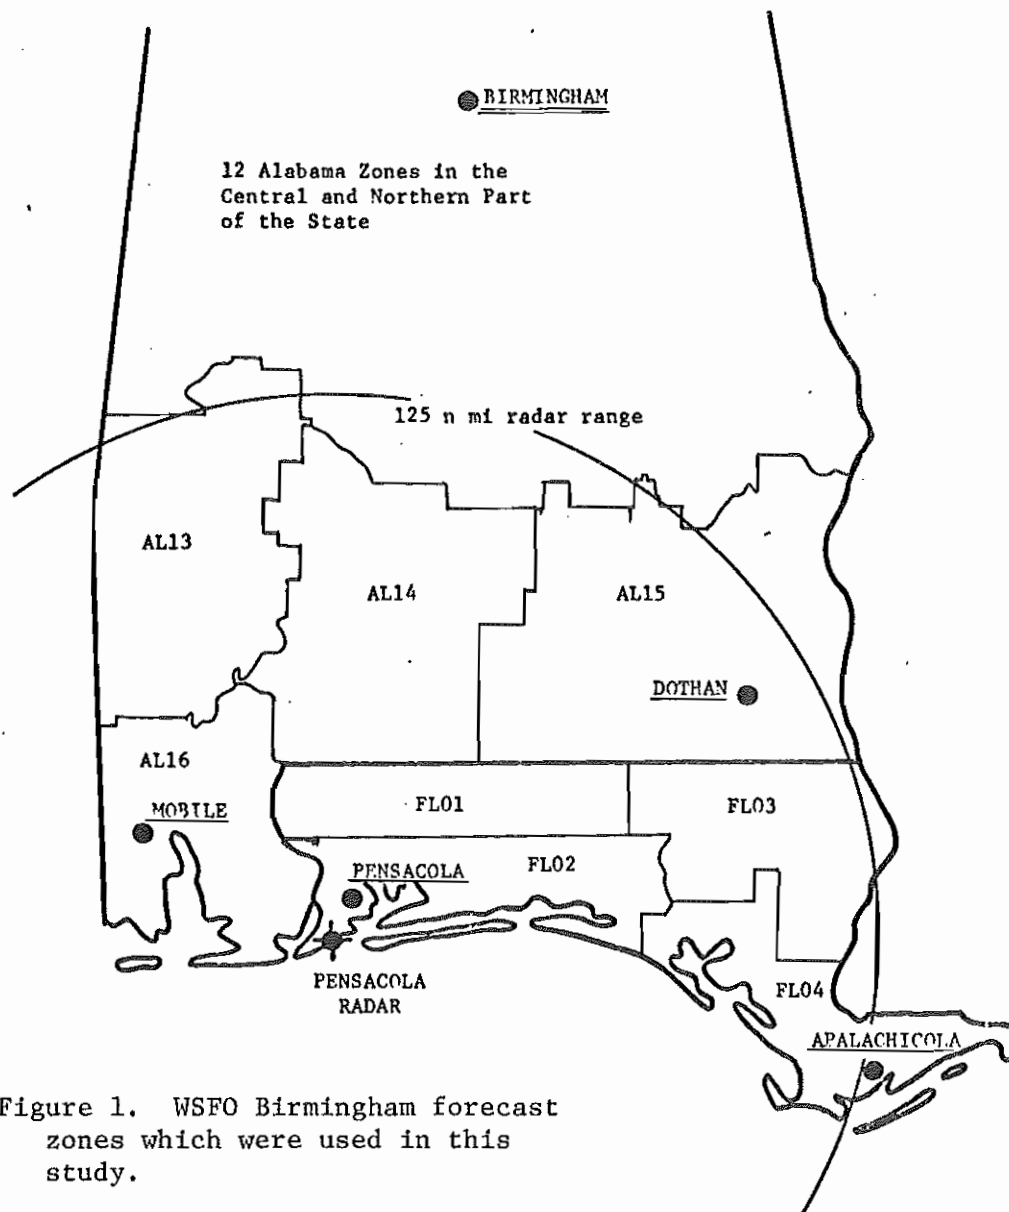 BIRMINGHAM
12 Alabama Zones in the
Central and Northern Part
of the State
125 n mi radar range
AL13
AL14
AL15
DOTHAN
AL16
MOBILE
FL01
FL03
PENSACOLA
FL02
PENSACOLA
RADAR
FL04
APALACHICOLA
Figure 1. WSFO Birmingham forecast
zones which were used in this
study.